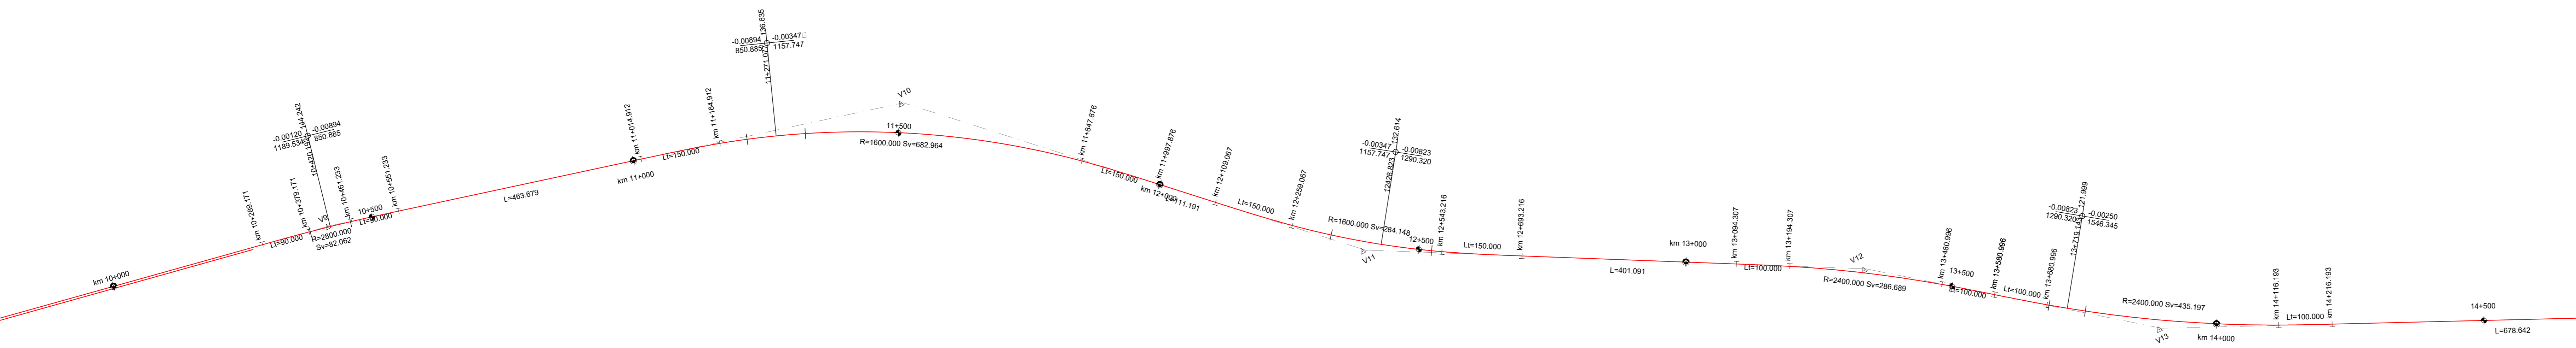 km 10+000
km 10+289.171
Lt=90.000
km 10+379.171
-0.00120
1189.534
164.242
-0.00894
850.885
V9
R=2800.000
Sv=82.062
km 10+461.233
10+500
Lt=90.000
km 10+551.233
L=463.679
km 11+014.912
km 11+000
Lt=150.000
km 11+164.912
-0.00894
850.885
136.635
-0.00347
1157.747
V10
11+500
R=1600.000 Sv=682.964
km 11+847.876
Lt=150.000
km 11+997.876
km 12+000
L=111.191
km 12+109.067
Lt=150.000
km 12+259.067
R=1600.000 Sv=284.148
V11
-0.00347
1157.747
132.614
-0.00823
1290.320
12428.823
12+500
km 12+543.216
Lt=150.000
km 12+693.216
L=401.091
km 13+000
km 13+094.307
Lt=100.000
km 13+194.307
V12
R=2400.000 Sv=286.689
km 13+480.996
13+500
Lt=100.000
km 13+580.996
Lt=100.000
km 13+680.996
-0.00823
1290.320
121.999
-0.00250
1546.345
R=2400.000 Sv=435.197
V13
km 14+000
km 14+116.193
Lt=100.000
km 14+216.193
14+500
L=678.642